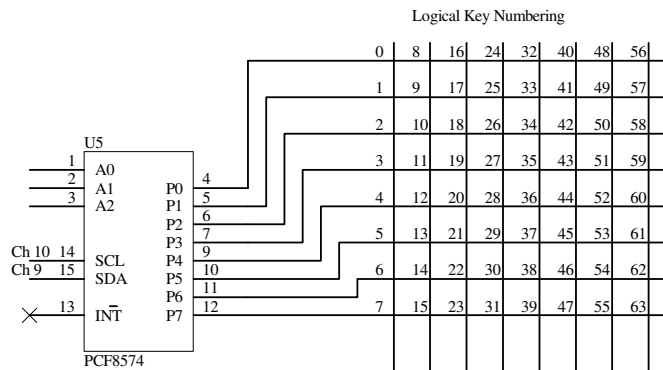 Logical Key Numbering
0 8 16 24 32 40 48 56
1 9 17 25 33 41 49 57
U5
2 10 18 26 34 42 50 58
1 A0
3 11 19 27 35 43 51 59
2 A1 P0 4
3 A2 P1 5
4 12 20 28 36 44 52 60
P2 6
P3 7
5 13 21 29 37 45 53 61
Ch 10 14 SCL P4 9
Ch 9 15 SDA P5 10
6 14 22 30 38 46 54 62
P6 11
13 INT P7 12
7 15 23 31 39 47 55 63
PCF8574